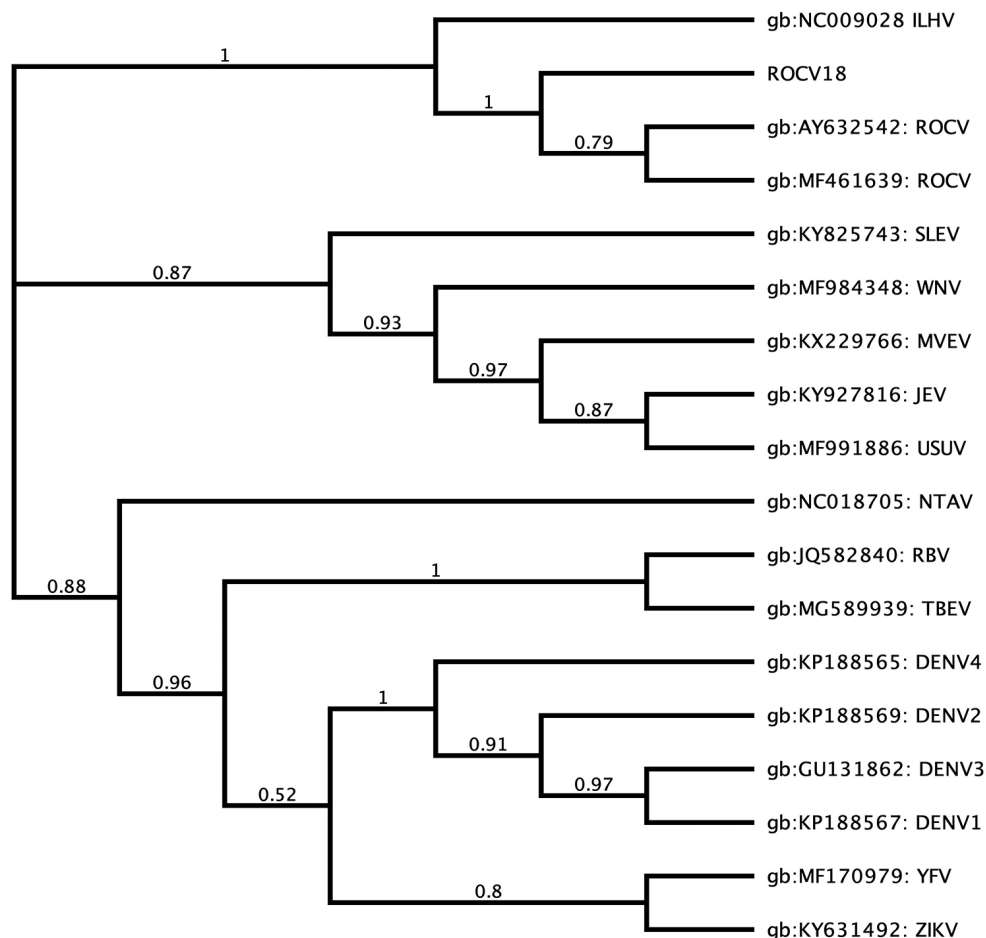 gb:NC009028 ILHV
1
ROCV18
1
gb:AY632542: ROCV
0.79
gb:MF461639: ROCV
gb:KY825743: SLEV
0.87
gb:MF984348: WNV
0.93
gb:KX229766: MVEV
0.97
gb:KY927816: JEV
0.87
gb:MF991886: USUV
gb:NC018705: NTAV
gb:JQ582840: RBV
1
0.88
gb:MG589939: TBEV
gb:KP188565: DENV4
0.96
1
gb:KP188569: DENV2
0.91
gb:GU131862: DENV3
0.97
0.52
gb:KP188567: DENV1
gb:MF170979: YFV
0.8
gb:KY631492: ZIKV